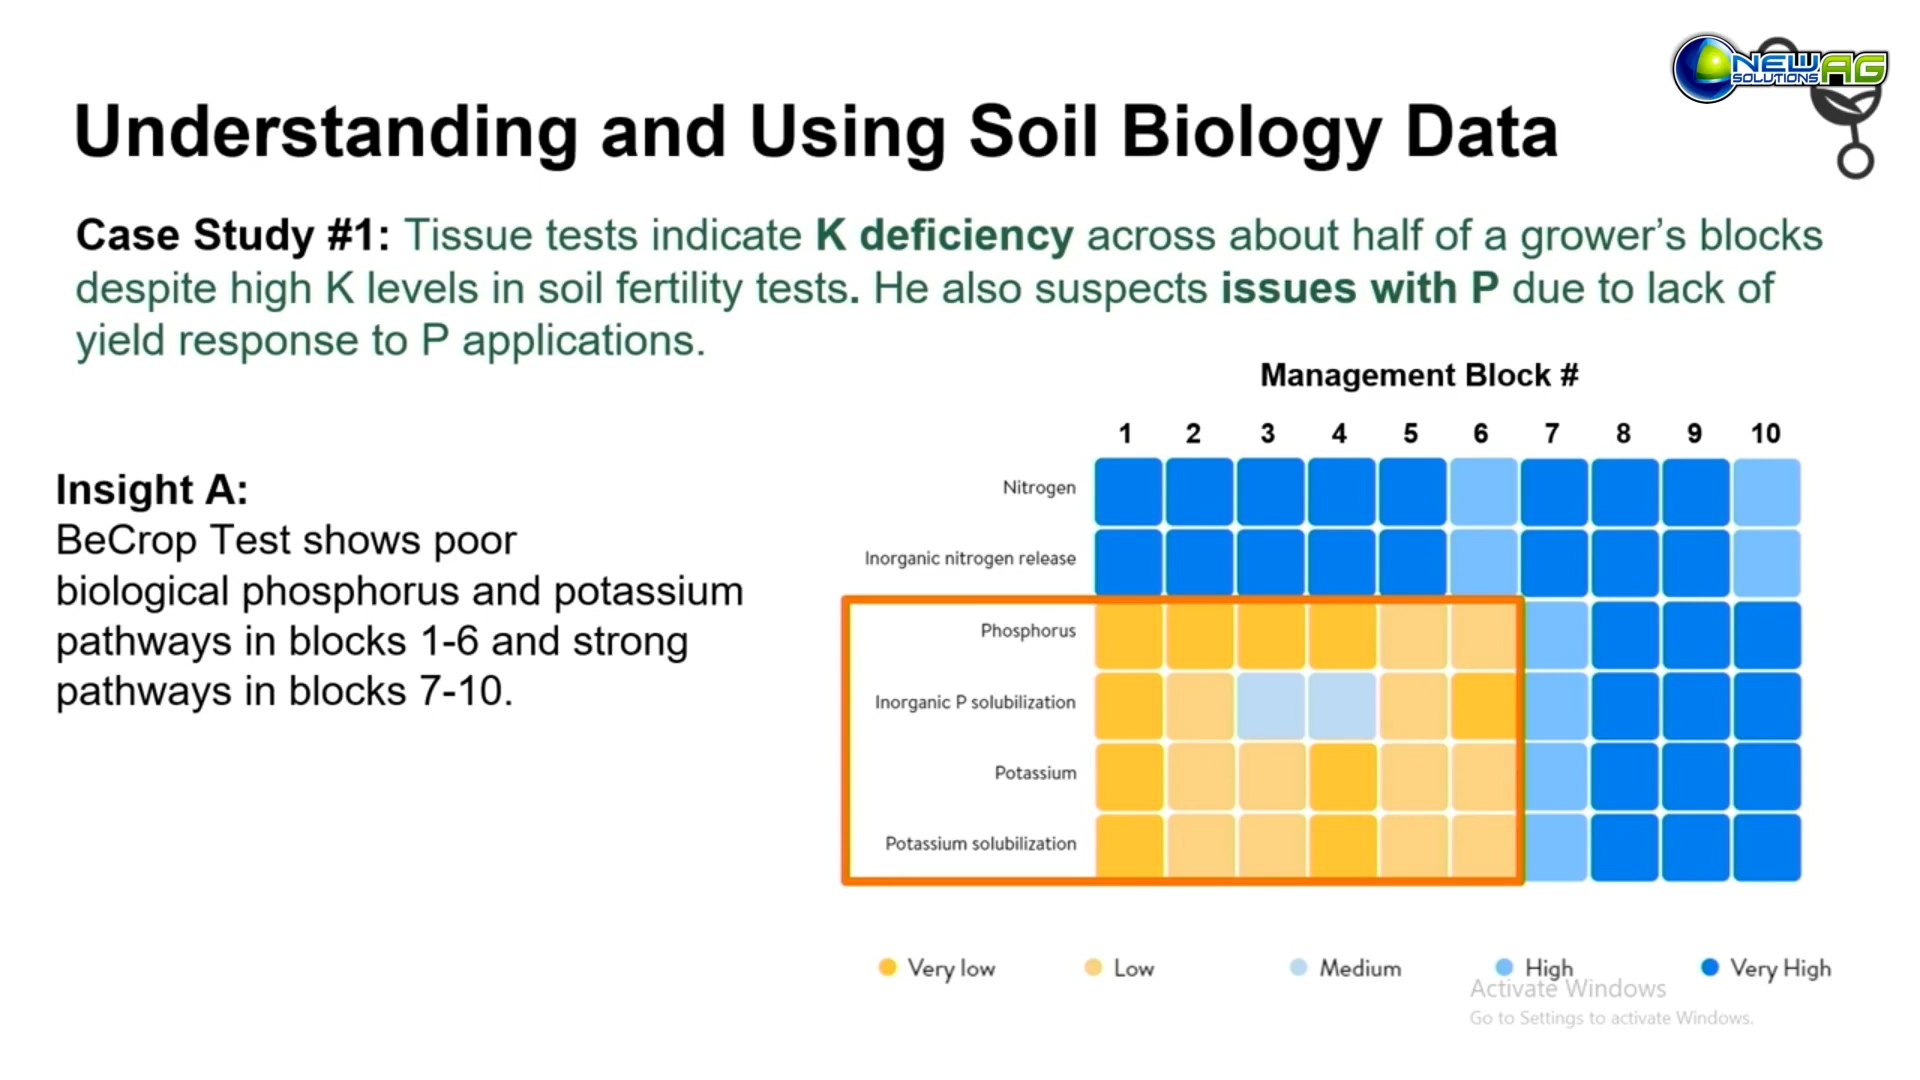 NEW AG
SOLUTIONS
Understanding and Using Soil Biology Data
Case Study #1: Tissue tests indicate K deficiency across about half of a grower’s blocks
despite high K levels in soil fertility tests. He also suspects issues with P due to lack of
yield response to P applications.
Insight A:
BeCrop Test shows poor
biological phosphorus and potassium
pathways in blocks 1-6 and strong
pathways in blocks 7-10.
Management Block #
1 2 3 4 5 6 7 8 9 10
Nitrogen
Inorganic nitrogen release
Phosphorus
Inorganic P solubilization
Potassium
Potassium solubilization
Very low Low Medium High Very High
Activate Windows
Go to Settings to activate Windows.